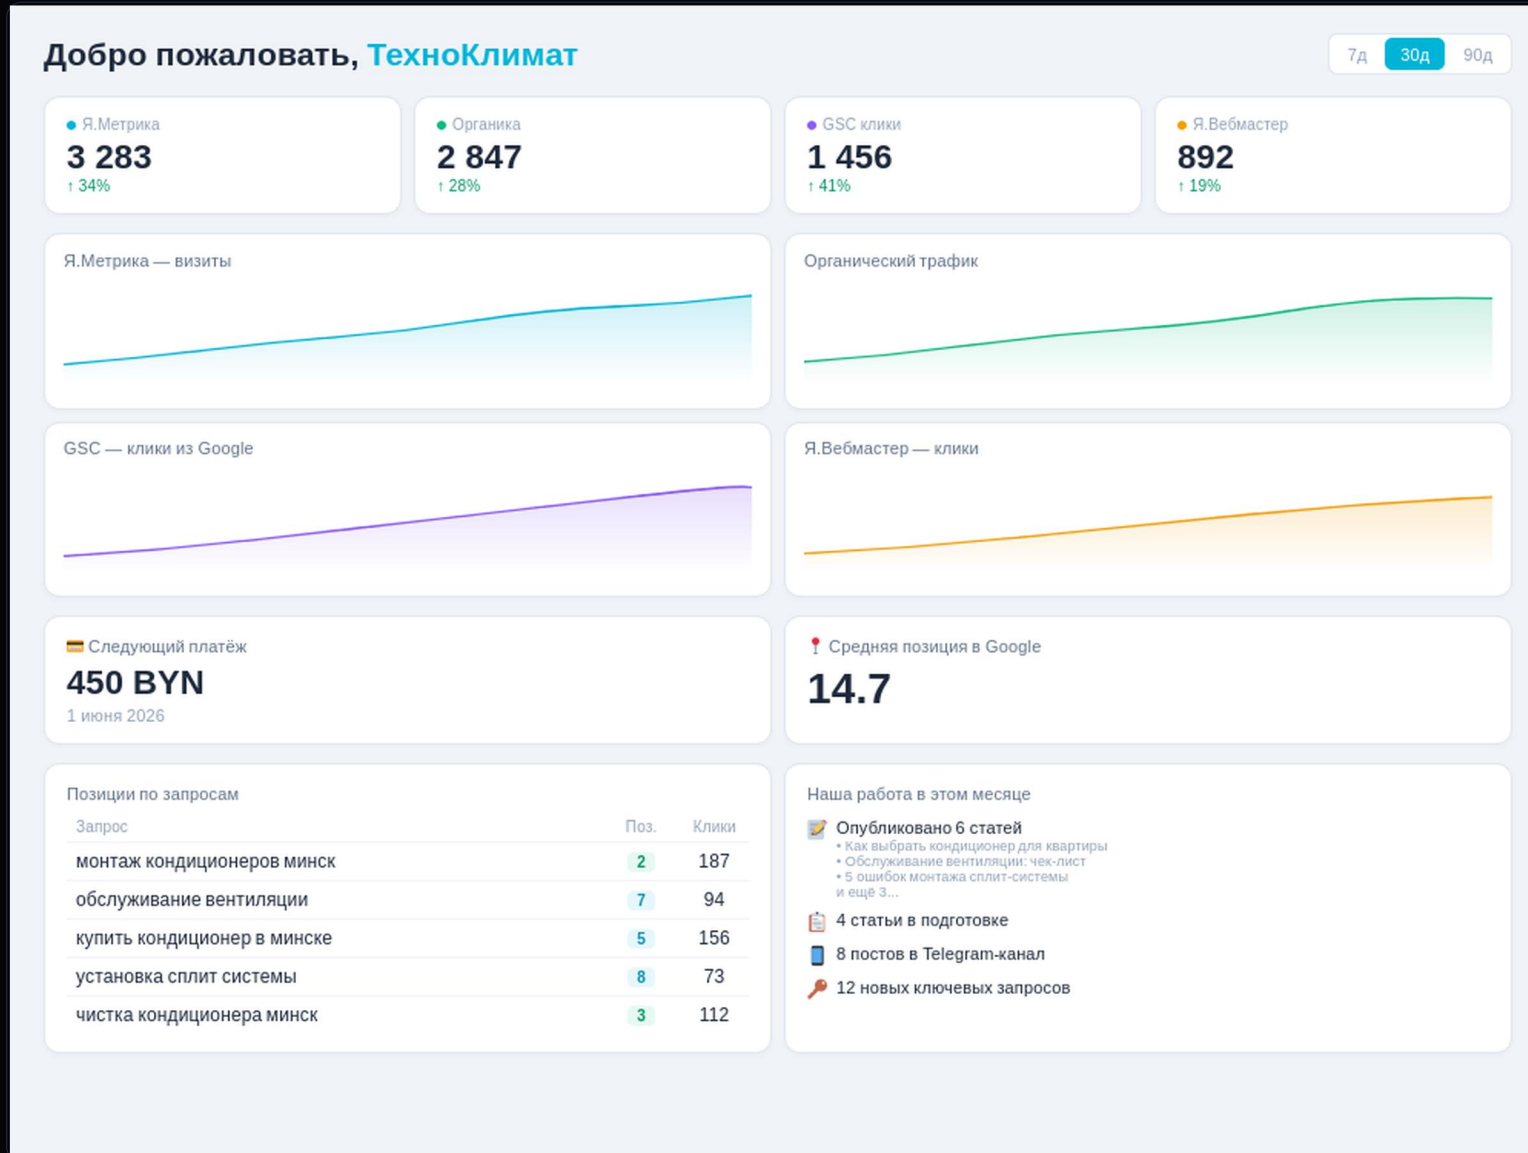 Добро пожаловать, ТехноКлимат
7д 30д 90д
Я.Метрика
3 283
↑ 34%
Органика
2 847
↑ 28%
GSC клики
1 456
↑ 41%
Я.Вебмастер
892
↑ 19%
Я.Метрика — визиты
Органический трафик
GSC — клики из Google
Я.Вебмастер — клики
Следующий платёж
450 BYN
1 июня 2026
Средняя позиция в Google
14.7
Позиции по запросам
Запрос Поз. Клики
монтаж кондиционеров минск 2 187
обслуживание вентиляции 7 94
купить кондиционер в минске 5 156
установка сплит системы 8 73
чистка кондиционера минск 3 112
Наша работа в этом месяце
Опубликовано 6 статей
• Как выбрать кондиционер для квартиры
• Обслуживание вентиляции: чек-лист
• 5 ошибок монтажа сплит-системы
и ещё 3...
4 статьи в подготовке
8 постов в Telegram-канал
12 новых ключевых запросов